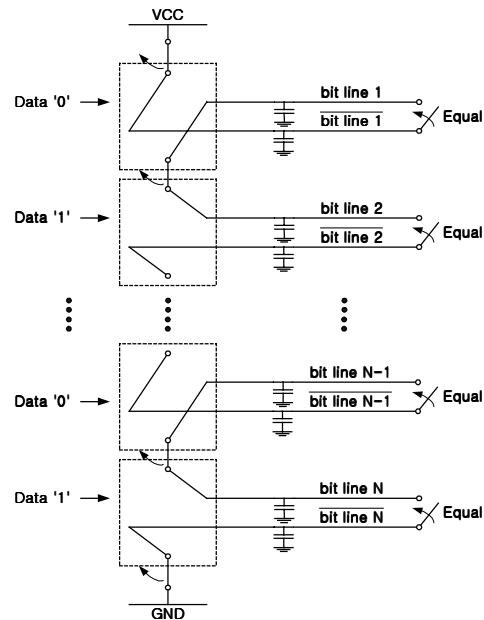 VCC
Data '0'
bit line 1
bit line 1
Equal
Data '1'
bit line 2
bit line 2
Equal
Data '0'
bit line N-1
bit line N-1
Equal
Data '1'
bit line N
bit line N
Equal
GND